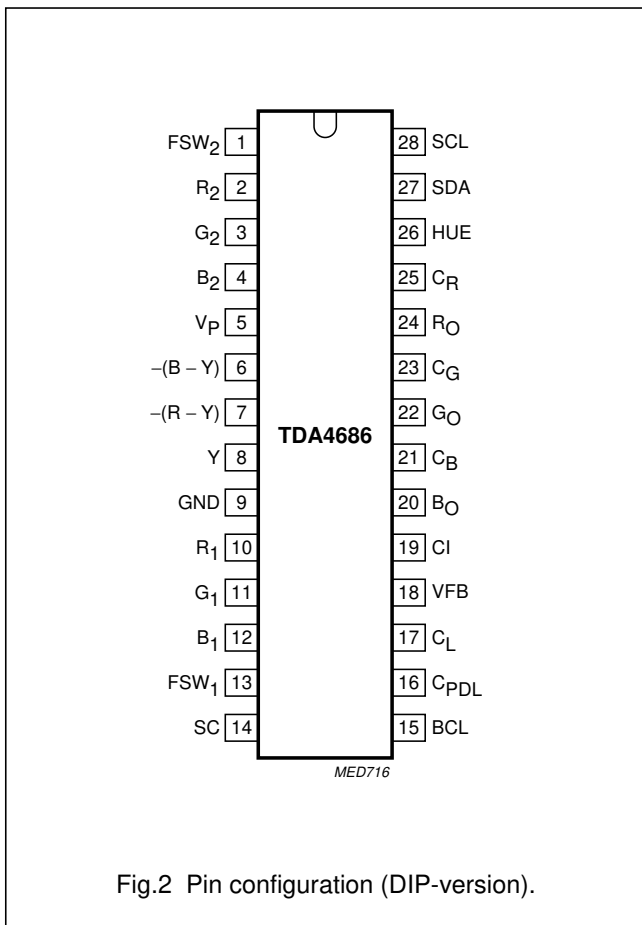 FSW2 1 28 SCL
R2 2 27 SDA
G2 3 26 HUE
B2 4 25 CR
VP 5 24 RO
−(B − Y) 6 23 CG
−(R − Y) 7 22 GO
TDA4686
Y 8 21 CB
GND 9 20 BO
R1 10 19 CI
G1 11 18 VFB
B1 12 17 CL
FSW1 13 16 CPDL
SC 14 15 BCL
MED716
Fig.2 Pin configuration (DIP-version).